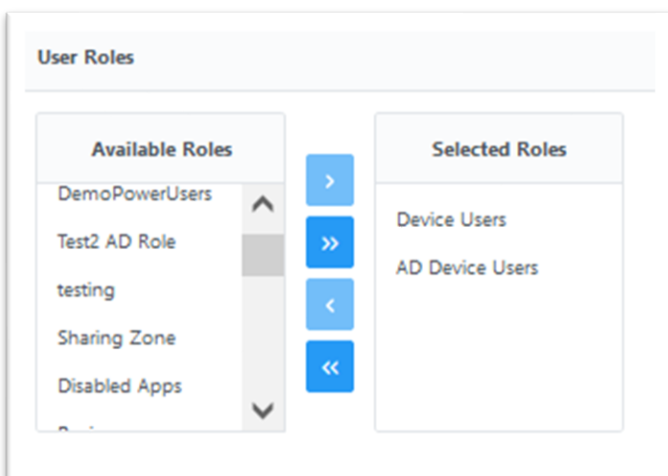 User Roles
Available Roles
DemoPowerUsers
Test2 AD Role
testing
Sharing Zone
Disabled Apps
Selected Roles
Device Users
AD Device Users